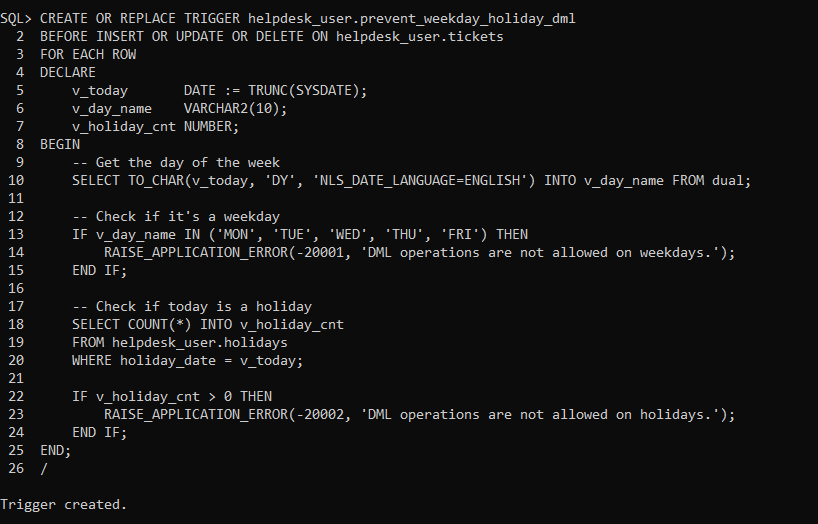 SQL> CREATE OR REPLACE TRIGGER helpdesk_user.prevent_weekday_holiday_dml
  2  BEFORE INSERT OR UPDATE OR DELETE ON helpdesk_user.tickets
  3  FOR EACH ROW
  4  DECLARE
  5      v_today       DATE := TRUNC(SYSDATE);
  6      v_day_name    VARCHAR2(10);
  7      v_holiday_cnt NUMBER;
  8  BEGIN
  9      -- Get the day of the week
 10      SELECT TO_CHAR(v_today, 'DY', 'NLS_DATE_LANGUAGE=ENGLISH') INTO v_day_name FROM dual;
 11
 12      -- Check if it's a weekday
 13      IF v_day_name IN ('MON', 'TUE', 'WED', 'THU', 'FRI') THEN
 14          RAISE_APPLICATION_ERROR(-20001, 'DML operations are not allowed on weekdays.');
 15      END IF;
 16
 17      -- Check if today is a holiday
 18      SELECT COUNT(*) INTO v_holiday_cnt
 19      FROM helpdesk_user.holidays
 20      WHERE holiday_date = v_today;
 21
 22      IF v_holiday_cnt > 0 THEN
 23          RAISE_APPLICATION_ERROR(-20002, 'DML operations are not allowed on holidays.');
 24      END IF;
 25  END;
 26  /

Trigger created.